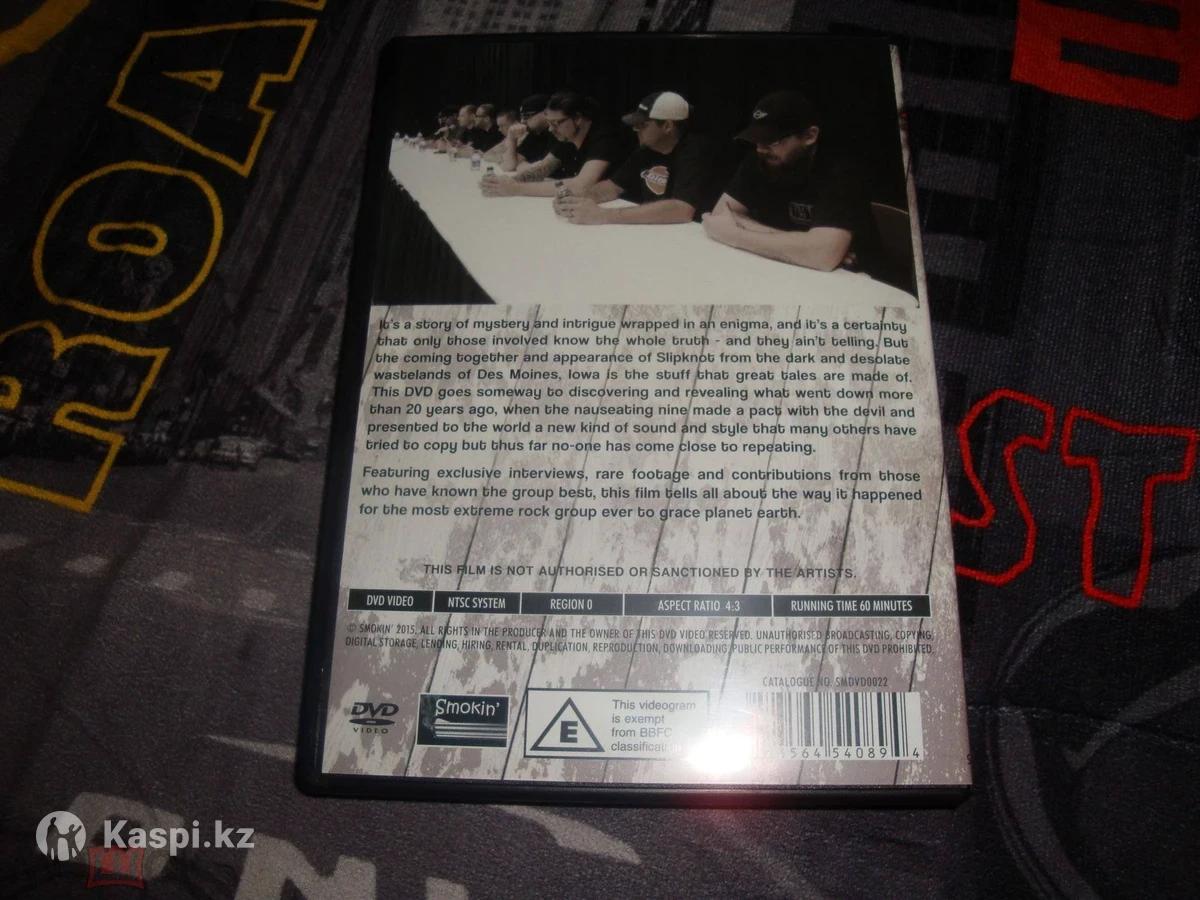 ROA
E
ST
It's a story of mystery and intrigue wrapped in an enigma, and it's a certainty
that only those involved know the whole truth - and they ain't telling. But
the coming together and appearance of Slipknot from the dark and desolate
wastelands of Des Moines, Iowa is the stuff that great tales are made of.
This DVD goes someway to discovering and revealing what went down more
than 20 years ago, when the nauseating nine made a pact with the devil and
presented to the world a new kind of sound and style that many others have
tried to copy but thus far no-one has come close to repeating.
Featuring exclusive interviews, rare footage and contributions from those
who have known the group best, this film tells all about the way it happened
for the most extreme rock group ever to grace planet earth.
THIS FILM IS NOT AUTHORISED OR SANCTIONED BY THE ARTISTS.
DVD VIDEO NTSC SYSTEM REGION 0 ASPECT RATIO 4:3 RUNNING TIME 60 MINUTES
© SMOKIN' 2015. ALL RIGHTS IN THE PRODUCER AND THE OWNER OF THIS DVD VIDEO RESERVED. UNAUTHORISED BROADCASTING, COPYING,
DIGITAL STORAGE, LENDING, HIRING, RENTAL, DUPLICATION, REPRODUCTION, DOWNLOADING, PUBLIC PERFORMANCE OF THIS DVD PROHIBITED.
CATALOGUE NO. SMDVD0022
DVD
VIDEO
Smokin'
E
This videogram
is exempt
from BBFC
564 54089 4
Kaspi.kz